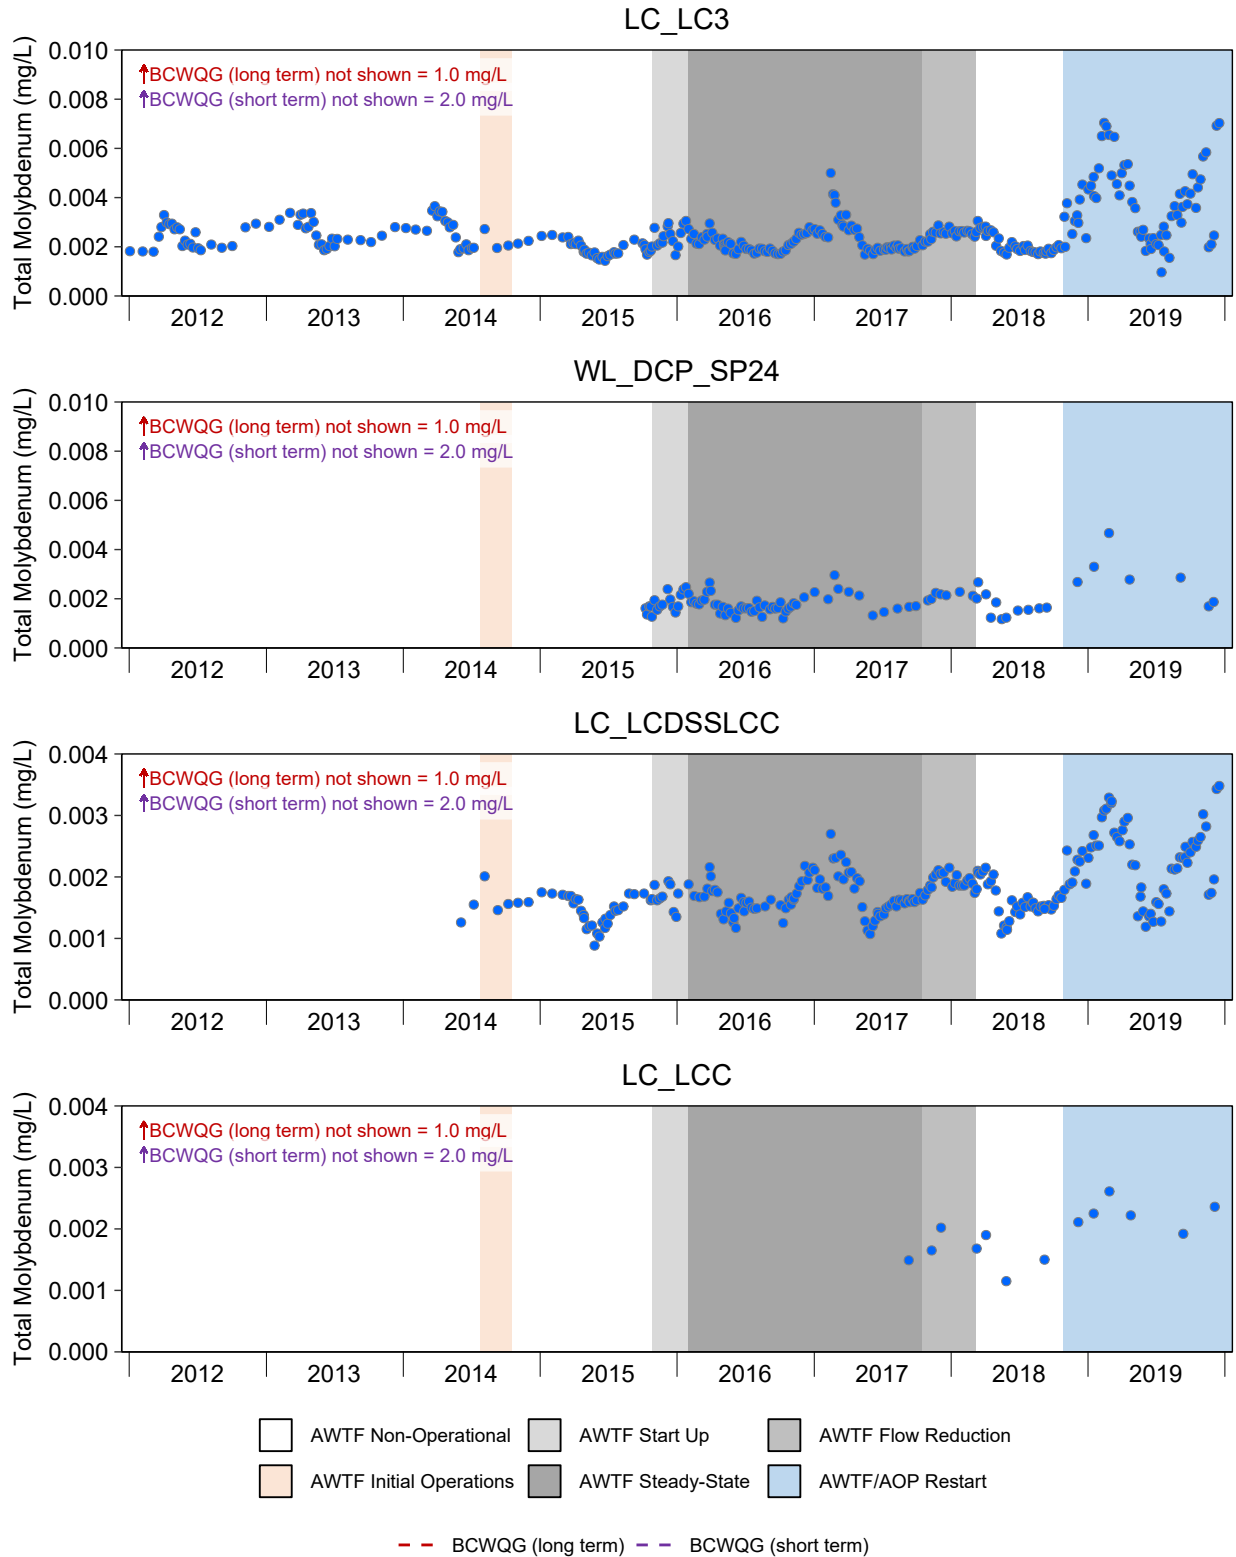 LC_LC3
Total Molybdenum (mg/L)
0.010
0.008
0.006
0.004
0.002
0.000
BCWQG (long term) not shown = 1.0 mg/L
BCWQG (short term) not shown = 2.0 mg/L
2012 2013 2014 2015 2016 2017 2018 2019
WL_DCP_SP24
Total Molybdenum (mg/L)
0.010
0.008
0.006
0.004
0.002
0.000
BCWQG (long term) not shown = 1.0 mg/L
BCWQG (short term) not shown = 2.0 mg/L
2012 2013 2014 2015 2016 2017 2018 2019
LC_LCDSSLCC
Total Molybdenum (mg/L)
0.004
0.003
0.002
0.001
0.000
BCWQG (long term) not shown = 1.0 mg/L
BCWQG (short term) not shown = 2.0 mg/L
2012 2013 2014 2015 2016 2017 2018 2019
LC_LCC
Total Molybdenum (mg/L)
0.004
0.003
0.002
0.001
0.000
BCWQG (long term) not shown = 1.0 mg/L
BCWQG (short term) not shown = 2.0 mg/L
2012 2013 2014 2015 2016 2017 2018 2019
AWTF Non-Operational AWTF Start Up AWTF Flow Reduction
AWTF Initial Operations AWTF Steady-State AWTF/AOP Restart
BCWQG (long term) BCWQG (short term)